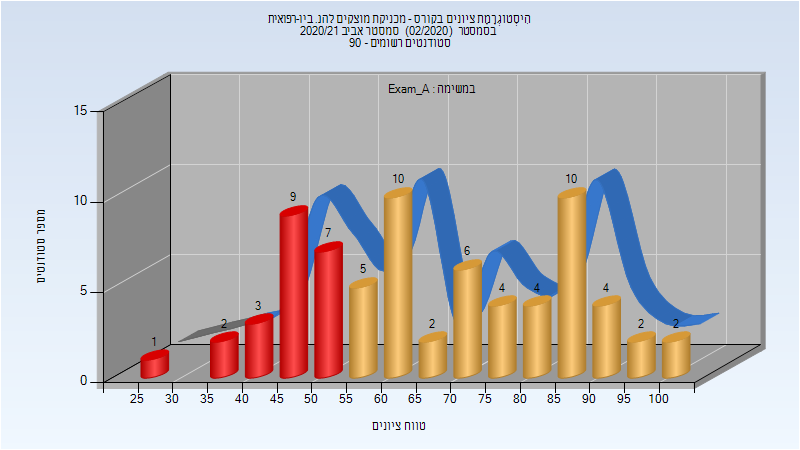 היסטוגרמת ציונים בקורס - מכניקת מוצקים להנ. ביו-רפואית
בסמסטר (02/2020) סמסטר אביב 2020/21
סטודנטים רשומים - 90
במשימה : Exam_A
מספר סטודנטים
15
10
5
0
1
2
3
9
7
5
10
2
6
4
4
10
4
2
2
25 30 35 40 45 50 55 60 65 70 75 80 85 90 95 100
טווח ציונים